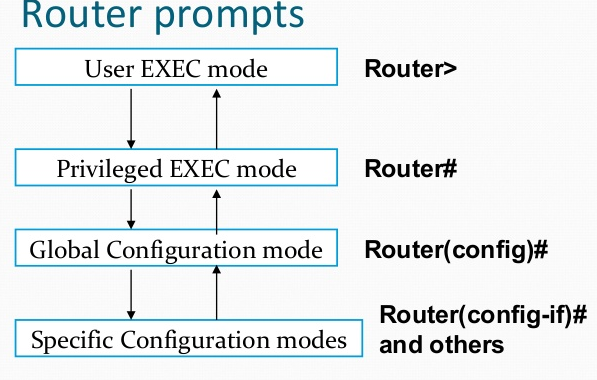 Router prompts
User EXEC mode
Router>
Privileged EXEC mode
Router#
Global Configuration mode
Router(config)#
Specific Configuration modes
Router(config-if)#
and others